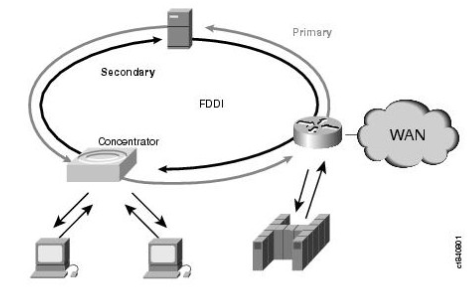 Primary
Secondary
FDDI
Concentrator
WAN
ct840801